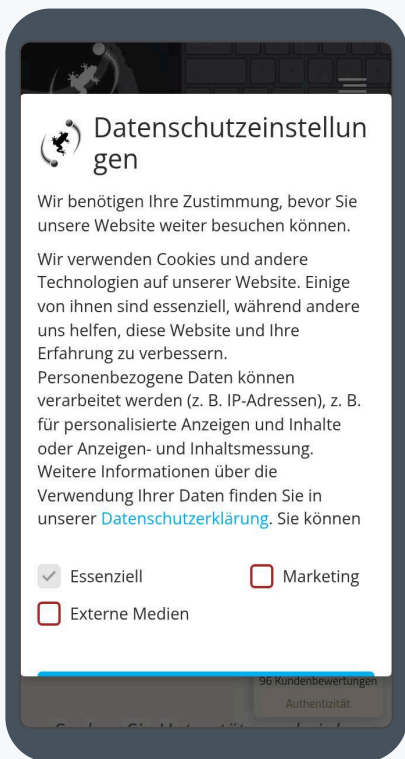 Datenschutzeinstellun
gen
Wir benötigen Ihre Zustimmung, bevor Sie
unsere Website weiter besuchen können.
Wir verwenden Cookies und andere
Technologien auf unserer Website. Einige
von ihnen sind essenziell, während andere
uns helfen, diese Website und Ihre
Erfahrung zu verbessern.
Personenbezogene Daten können
verarbeitet werden (z. B. IP-Adressen), z. B.
für personalisierte Anzeigen und Inhalte
oder Anzeigen- und Inhaltsmessung.
Weitere Informationen über die
Verwendung Ihrer Daten finden Sie in
unserer Datenschutzerklärung. Sie können
Essenziell
Marketing
Externe Medien
96 Kundenbewertungen
Authentizität